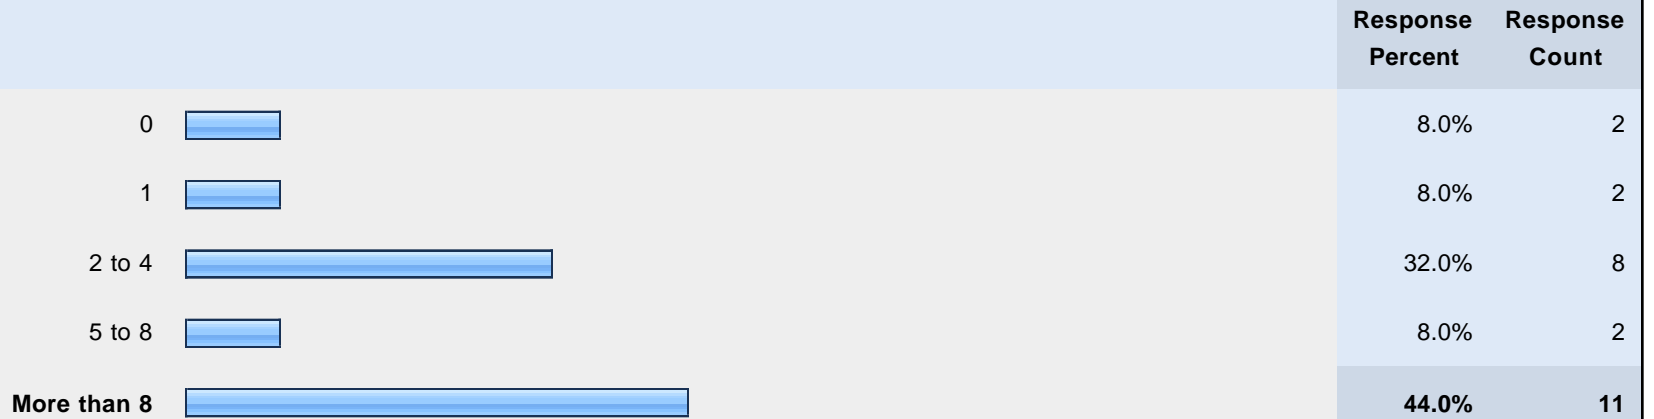 Response Response
Percent Count
0 8.0% 2
1 8.0% 2
2 to 4 32.0% 8
5 to 8 8.0% 2
More than 8 44.0% 11